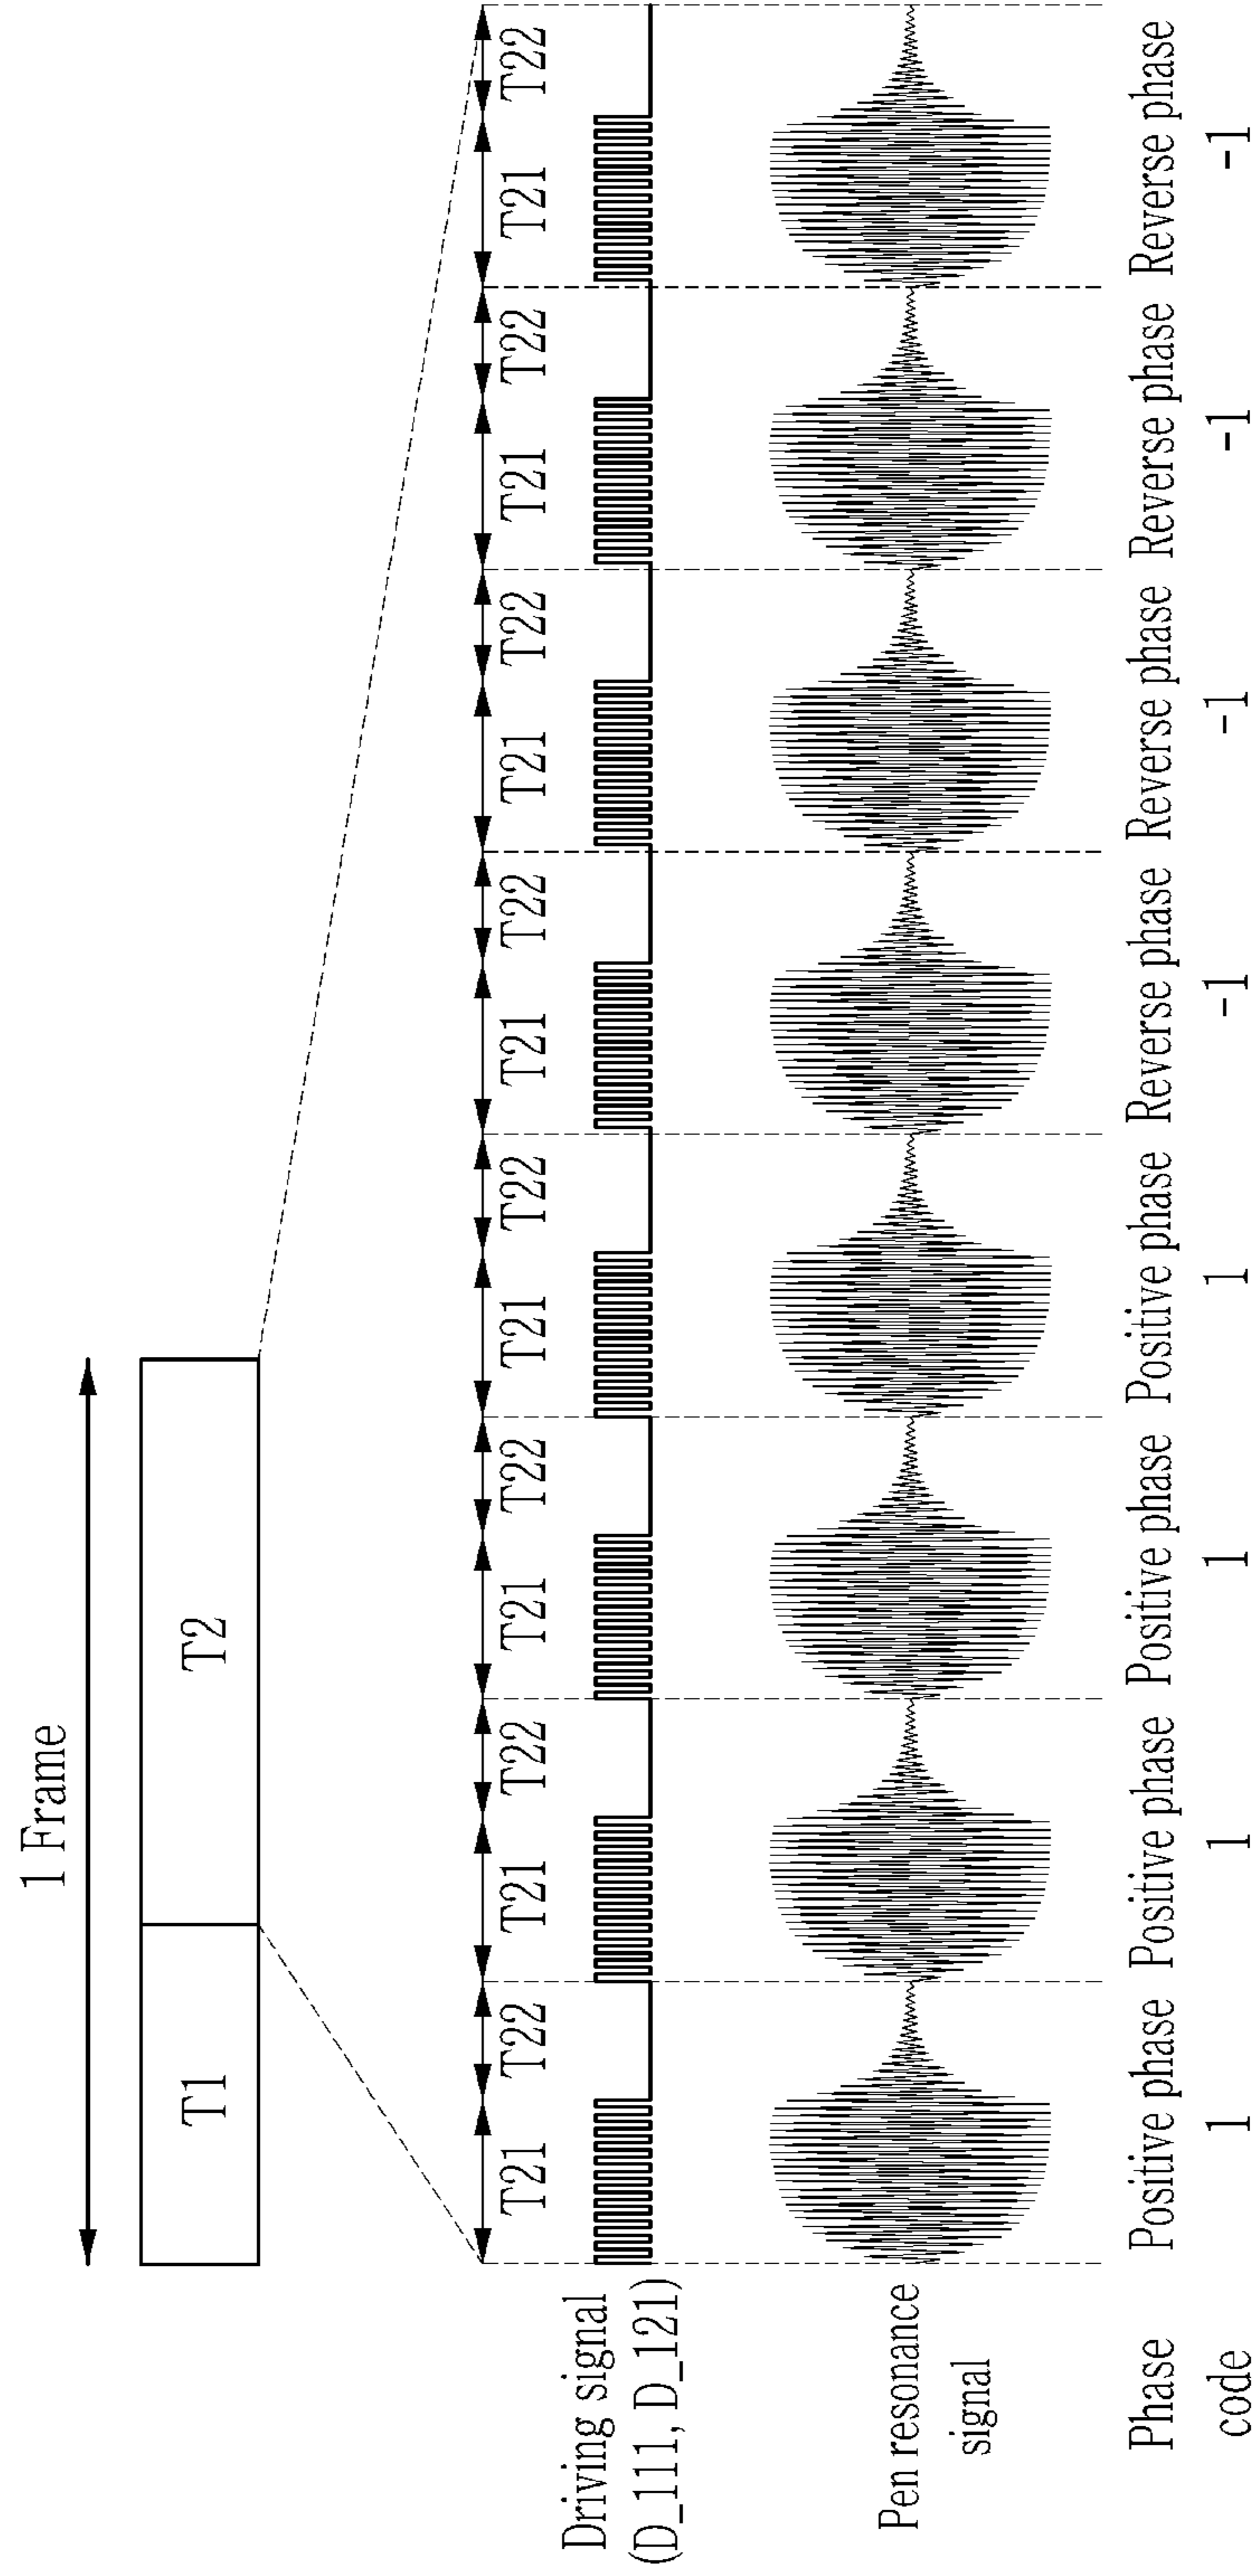 1 Frame
T1 T2
T21 T22 T21 T22 T21 T22 T21 T22 T21 T22 T21 T22 T21 T22 T21 T22
Driving signal
(D_111, D_121)
Pen resonance
signal
Phase Positive phase Positive phase Positive phase Positive phase Reverse phase Reverse phase Reverse phase Reverse phase
code 1 1 1 1 -1 -1 -1 -1